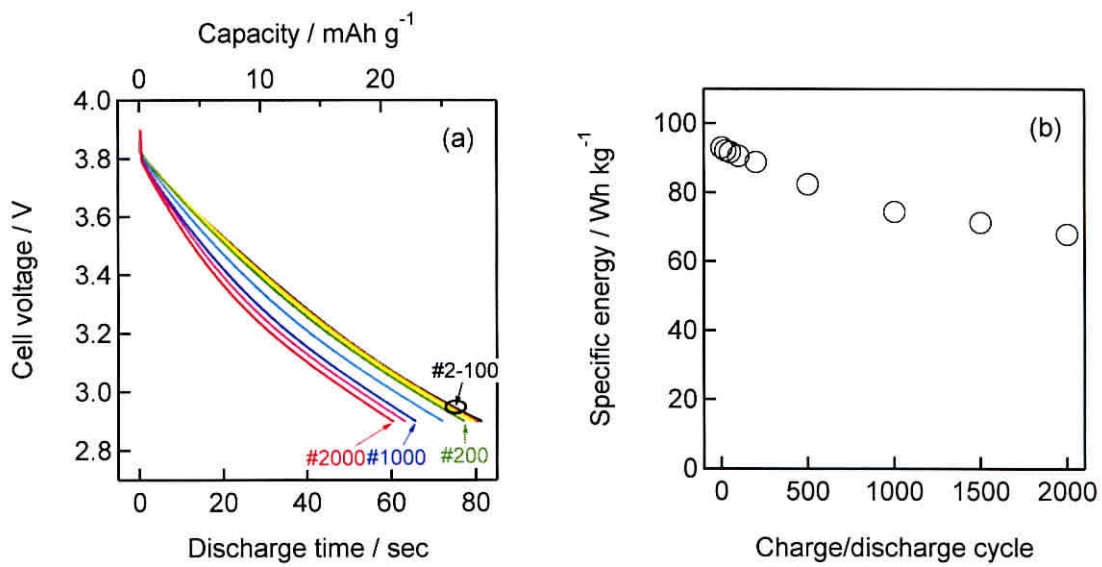 Capacity / mAh g-1
0 10 20
4.0
3.8
3.6
3.4
3.2
3.0
2.8
Cell voltage / V
(a)
#2-100
#2000 #1000 #200
0 20 40 60 80
Discharge time / sec
(b)
100
80
60
40
20
0
Specific energy / Wh kg-1
0 500 1000 1500 2000
Charge/discharge cycle